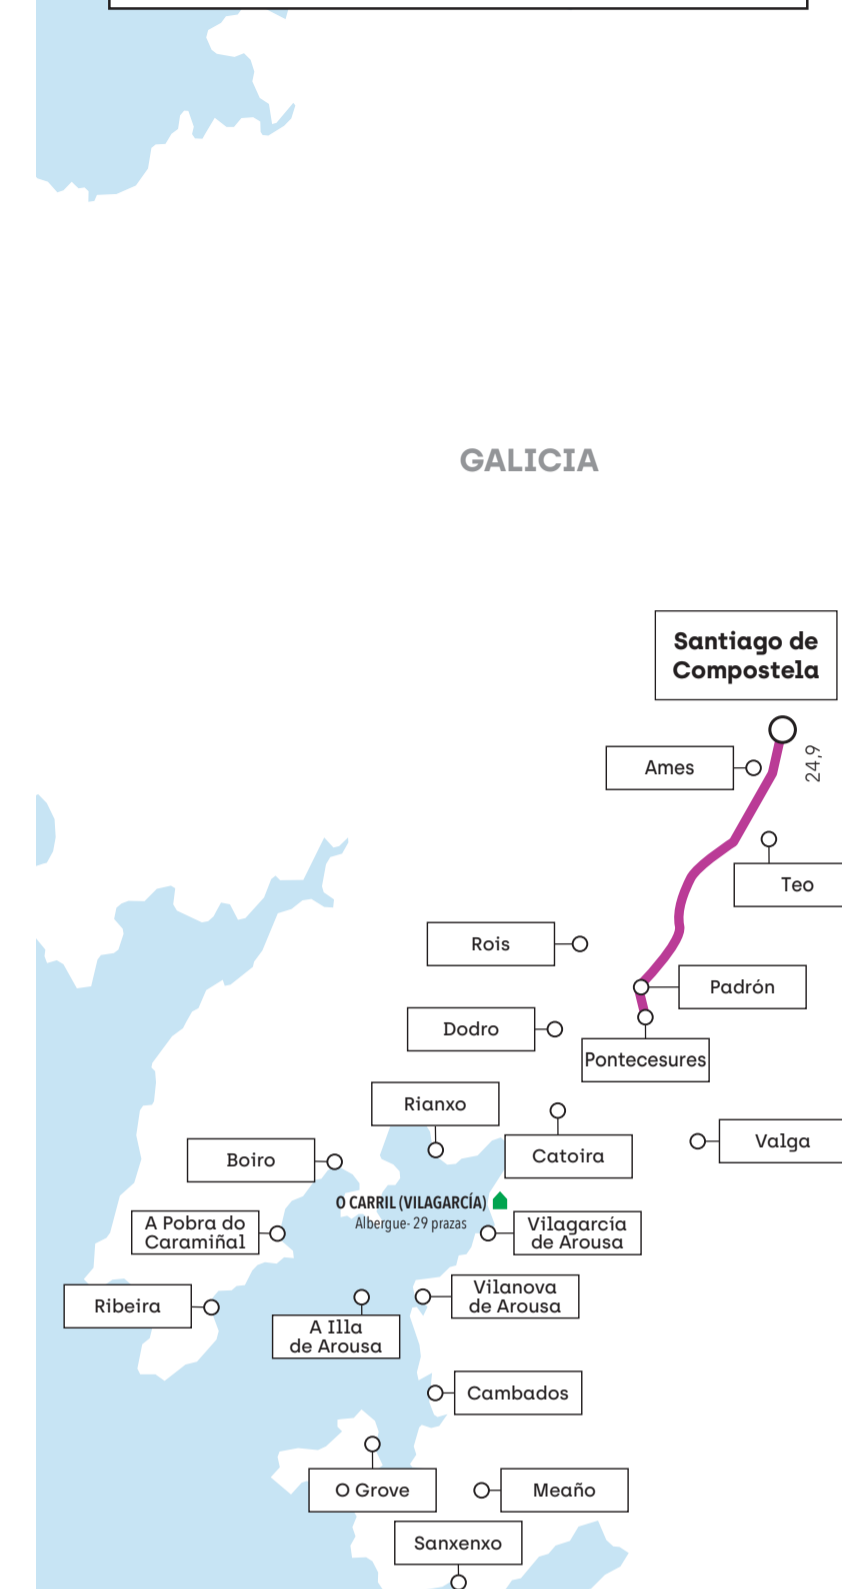 GALICIA
Santiago de
Compostela
24,9
Ames
Teo
Rois
Padrón
Dodro
Pontecesures
Rianxo
Catoira
Valga
Boiro
O CARRIL (VILAGARCÍA)
Albergue- 29 prazas
A Pobra do
Caramiñal
Vilagarcía
de Arousa
Ribeira
Vilanova
de Arousa
A Illa
de Arousa
Cambados
O Grove
Meaño
Sanxenxo